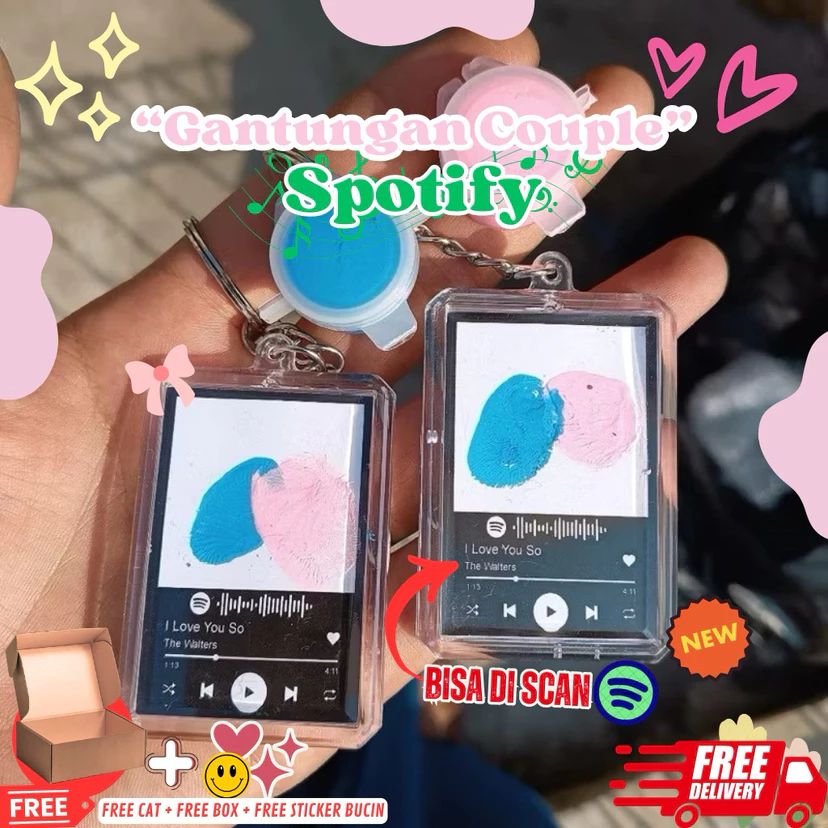 “Gantungan Couple”
Spotify
I Love You So
The Walters
1:13
4:11
I Love You So
The Walters
1:13
4:11
NEW
BISA DI SCAN
FREE
DELIVERY
FREE
FREE CAT + FREE BOX + FREE STICKER BUCIN